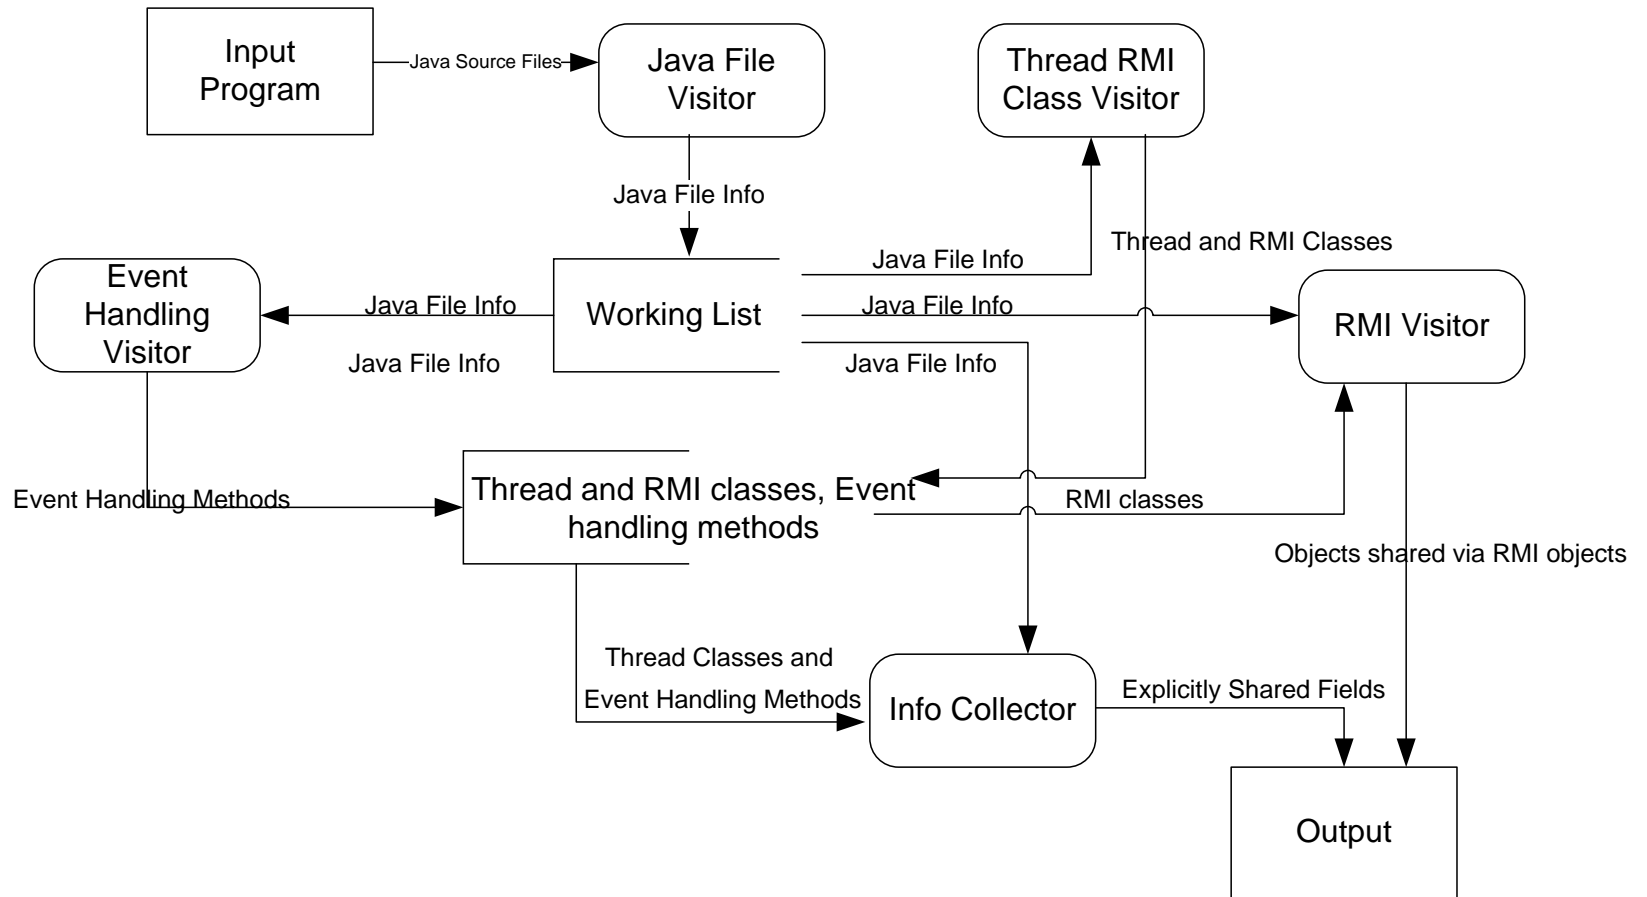 Input
Program
Java Source Files
Java File
Visitor
Thread RMI
Class Visitor
Java File Info
Thread and RMI Classes
Event
Handling
Visitor
Java File Info
Java File Info
Working List
Java File Info
Java File Info
Java File Info
RMI Visitor
Event Handling Methods
Thread and RMI classes, Event
handling methods
RMI classes
Objects shared via RMI objects
Thread Classes and
Event Handling Methods
Info Collector
Explicitly Shared Fields
Output